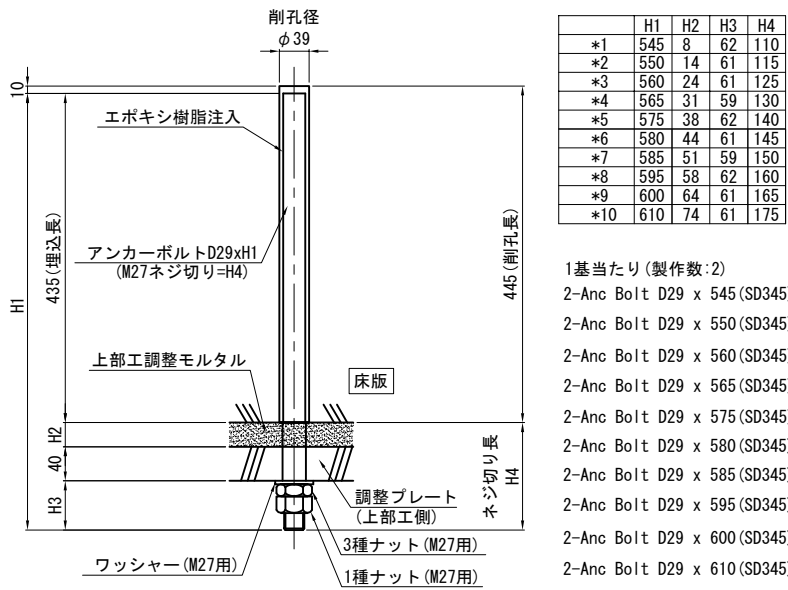 削孔径
φ39
10
エポキシ樹脂注入
435(埋込長)
445(削孔長)
H1
アンカーボルトD29xH1
(M27ネジ切り=H4)
上部工調整モルタル
床版
H2
40
H3
ネジ切り長
H4
調整プレート
(上部工側)
3種ナット(M27用)
ワッシャー(M27用)
1種ナット(M27用)
H1 H2 H3 H4
*1 545 8 62 110
*2 550 14 61 115
*3 560 24 61 125
*4 565 31 59 130
*5 575 38 62 140
*6 580 44 61 145
*7 585 51 59 150
*8 595 58 62 160
*9 600 64 61 165
*10 610 74 61 175
1基当たり(製作数:2)
2-Anc Bolt D29 x 545(SD345)
2-Anc Bolt D29 x 550(SD345)
2-Anc Bolt D29 x 560(SD345)
2-Anc Bolt D29 x 565(SD345)
2-Anc Bolt D29 x 575(SD345)
2-Anc Bolt D29 x 580(SD345)
2-Anc Bolt D29 x 585(SD345)
2-Anc Bolt D29 x 595(SD345)
2-Anc Bolt D29 x 600(SD345)
2-Anc Bolt D29 x 610(SD345)